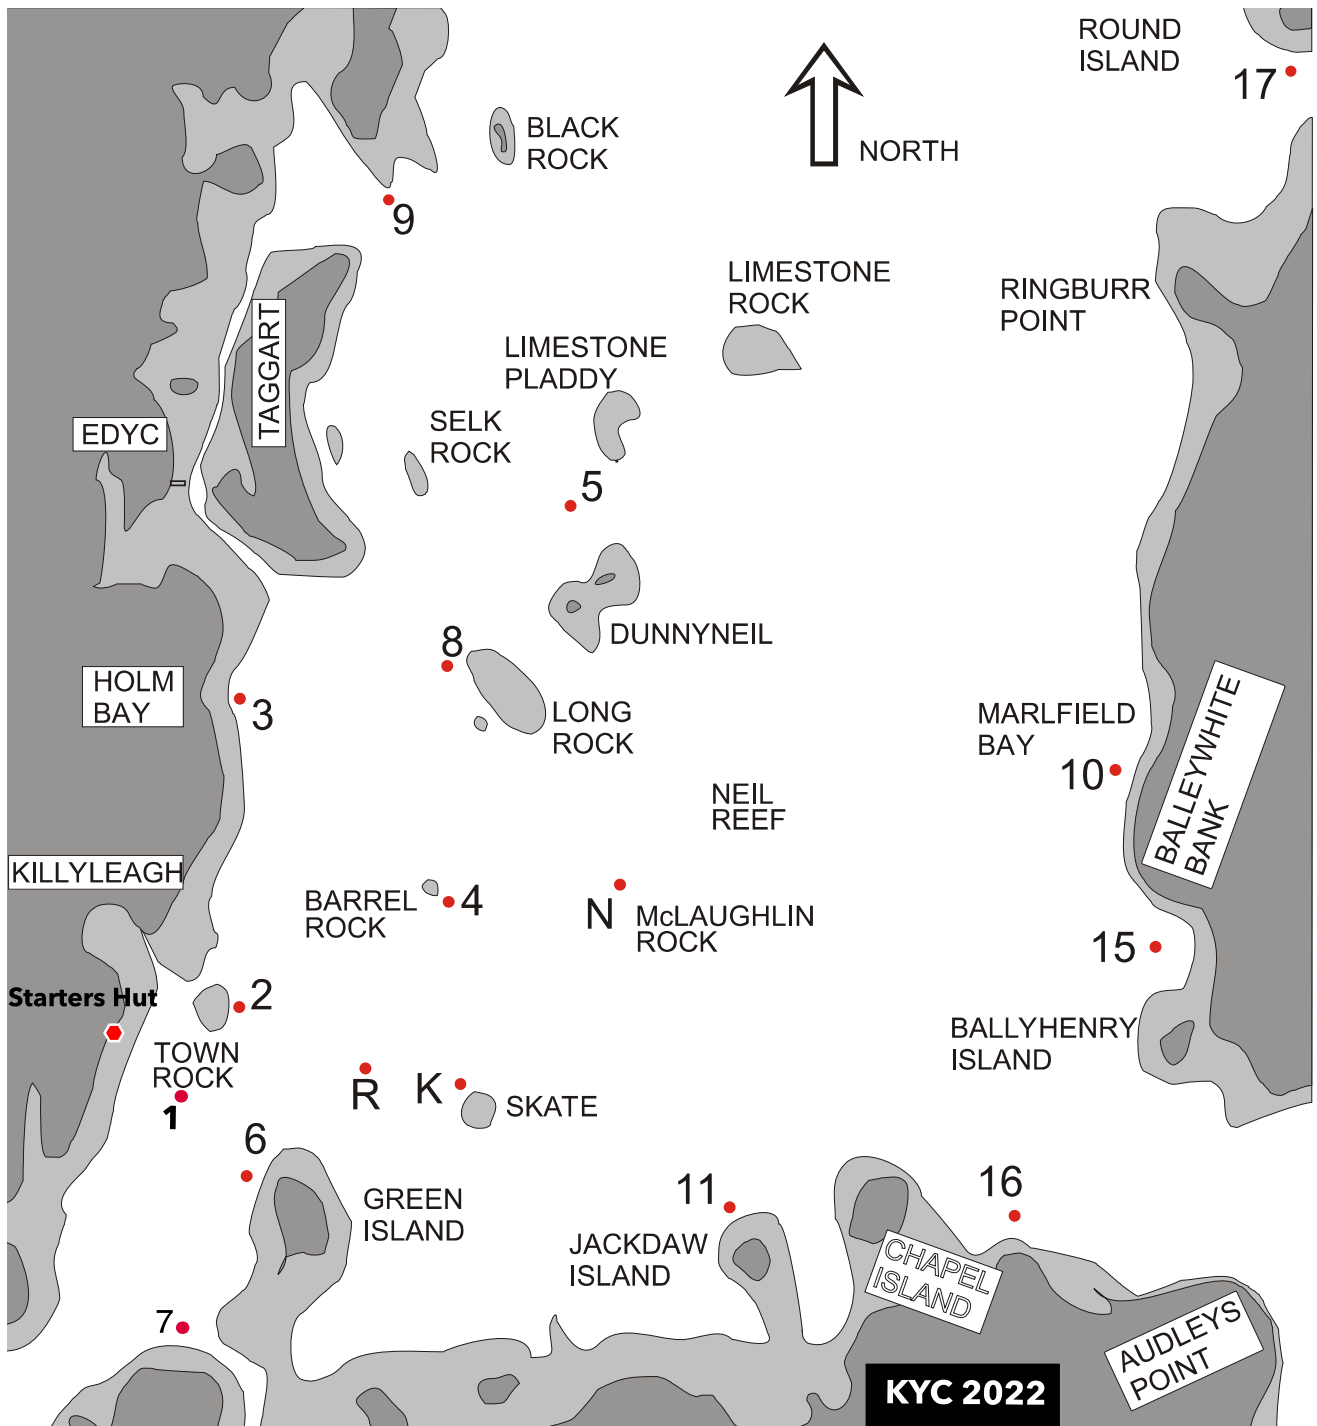 ROUND
ISLAND
17
BLACK
ROCK
NORTH
9
LIMESTONE
ROCK
RINGBURR
POINT
TAGGART
LIMESTONE
PLADDY
EDYC
SELK
ROCK
5
DUNNYNEIL
8
HOLM
BAY
3
LONG
ROCK
MARLFIELD
BAY
10
BALLEYWHITE
BANK
NEIL
REEF
KILLYLEAGH
BARREL
ROCK
4
N
McLAUGHLIN
ROCK
15
Starters Hut
2
BALLYHENRY
ISLAND
TOWN
ROCK
1
R
K
SKATE
6
GREEN
ISLAND
11
16
JACKDAW
ISLAND
CHAPEL
ISLAND
7
AUDLEYS
POINT
KYC 2022